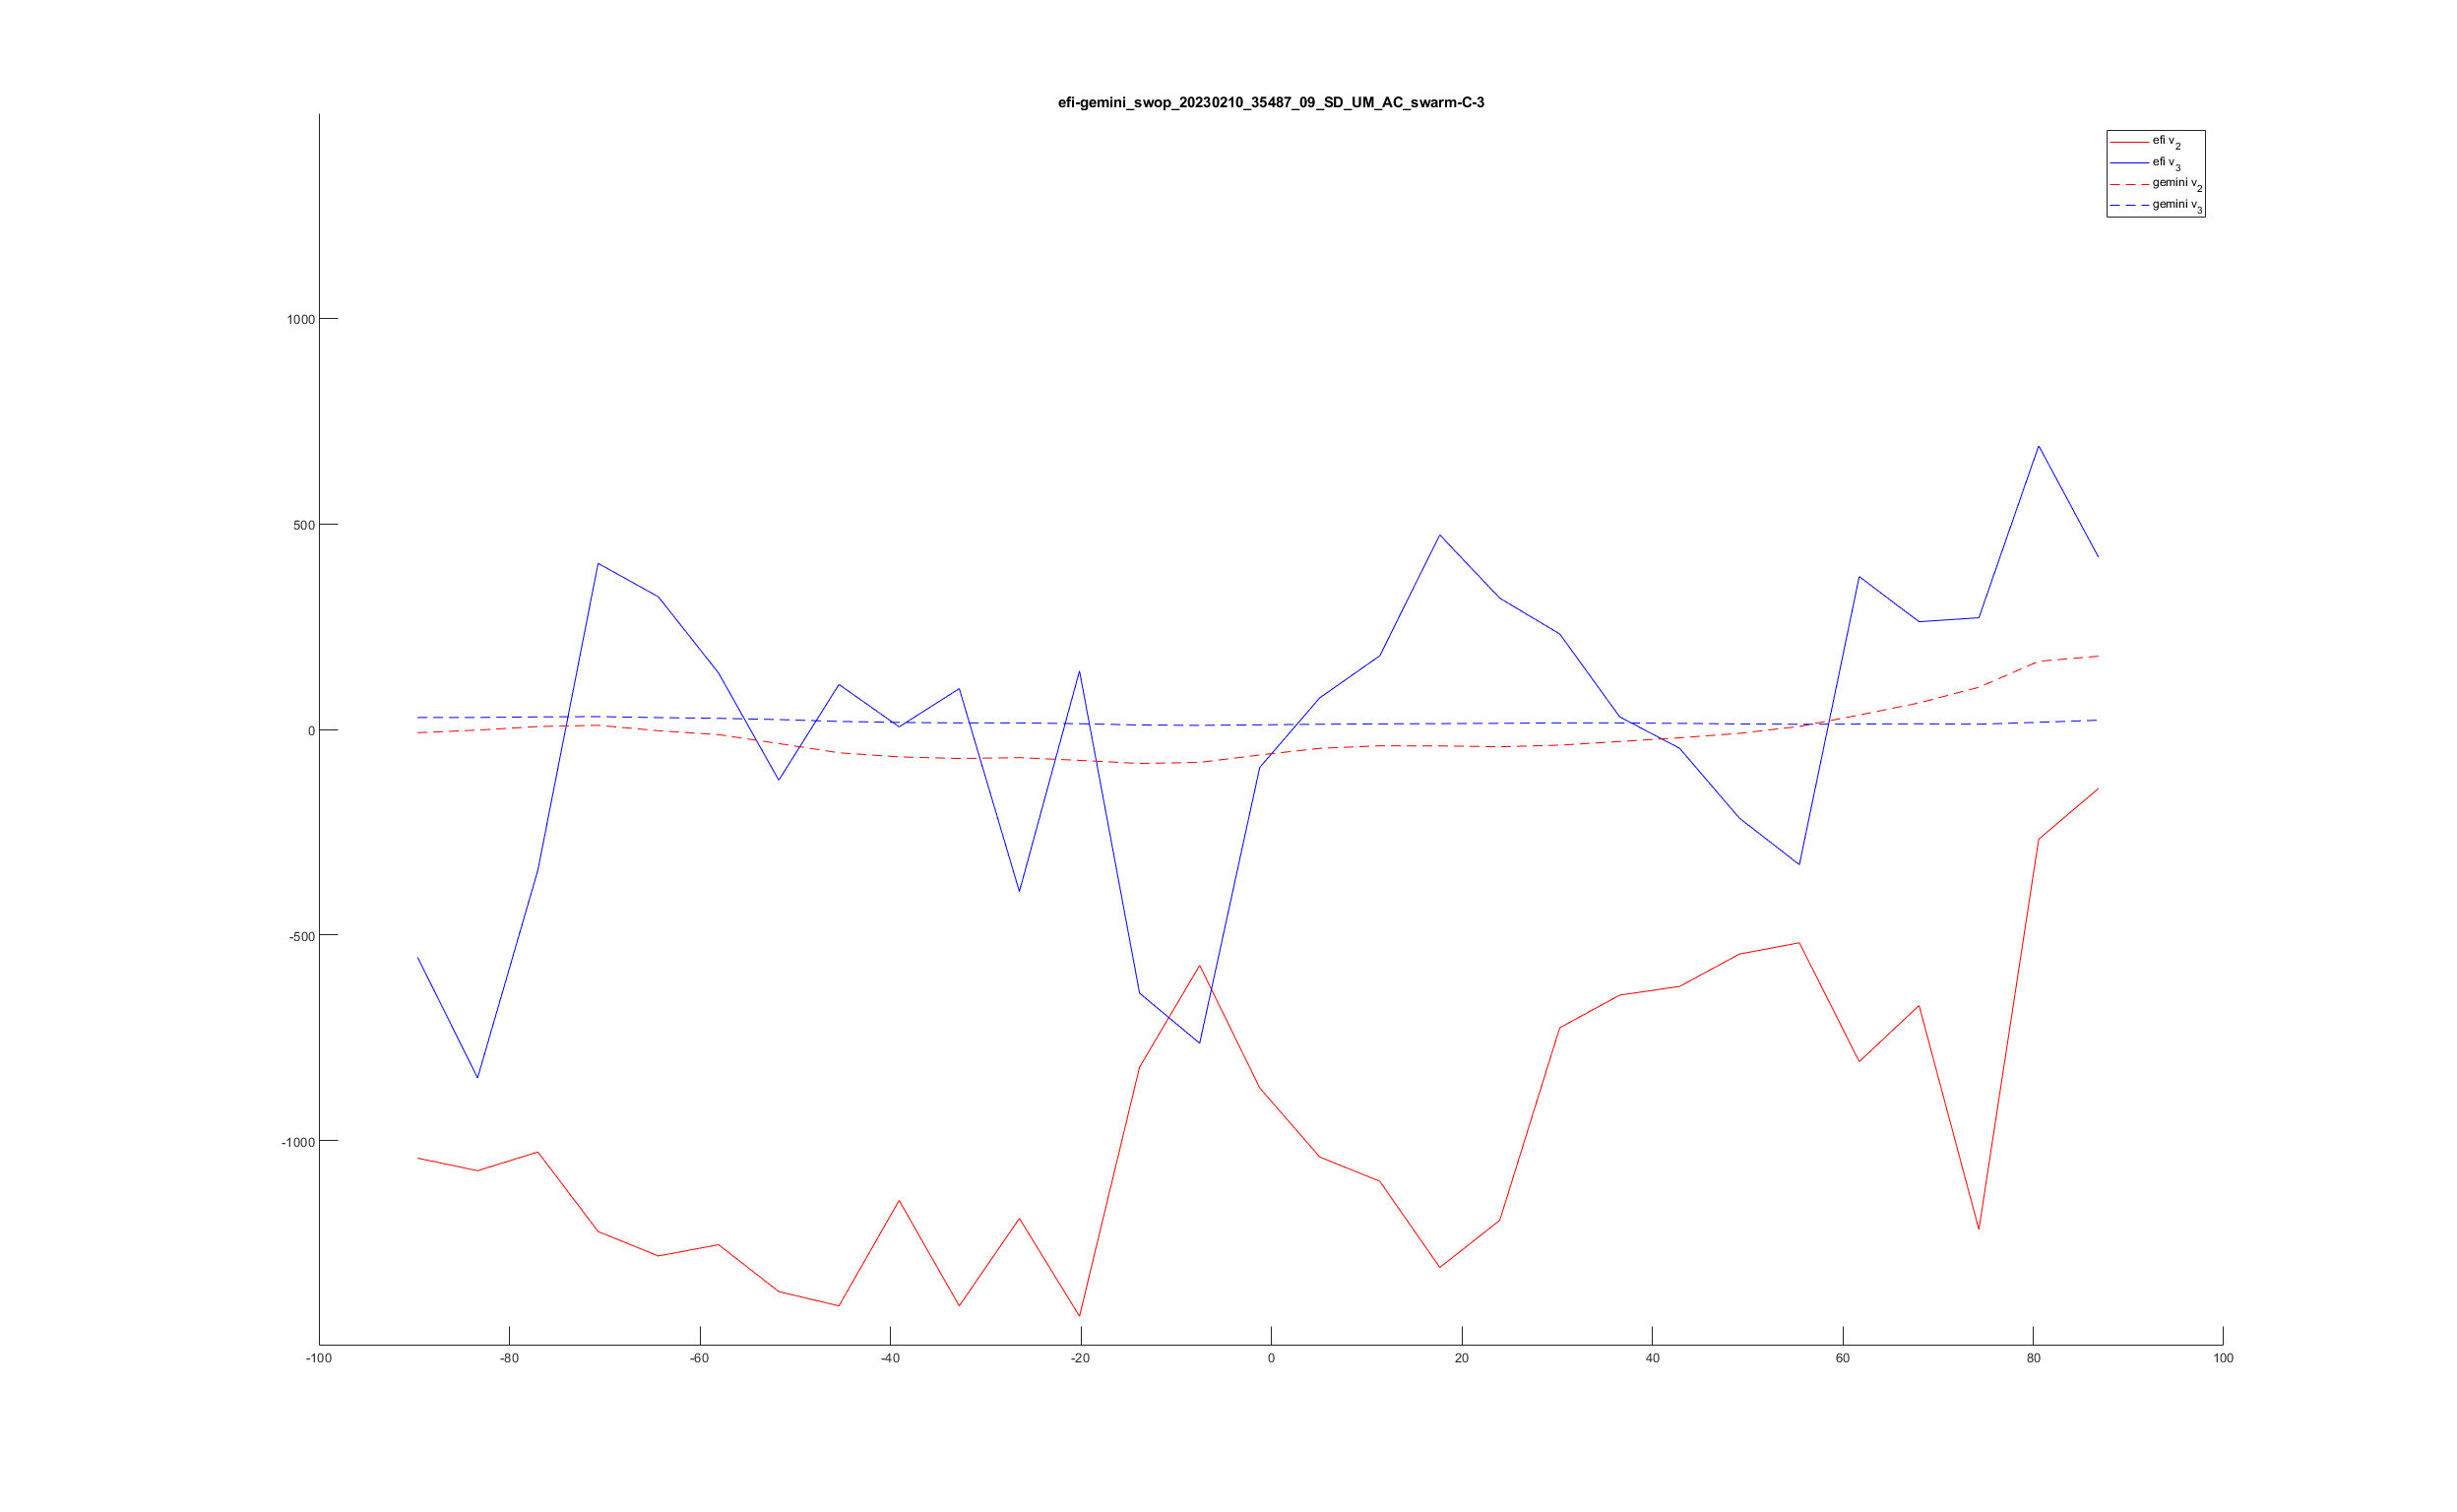 efi-gemini_swop_20230210_35487_09_SD_UM_AC_swarm-C-3
efi v2
efi v3
gemini v2
gemini v3
1000
500
0
-500
-1000
-100 -80 -60 -40 -20 0 20 40 60 80 100